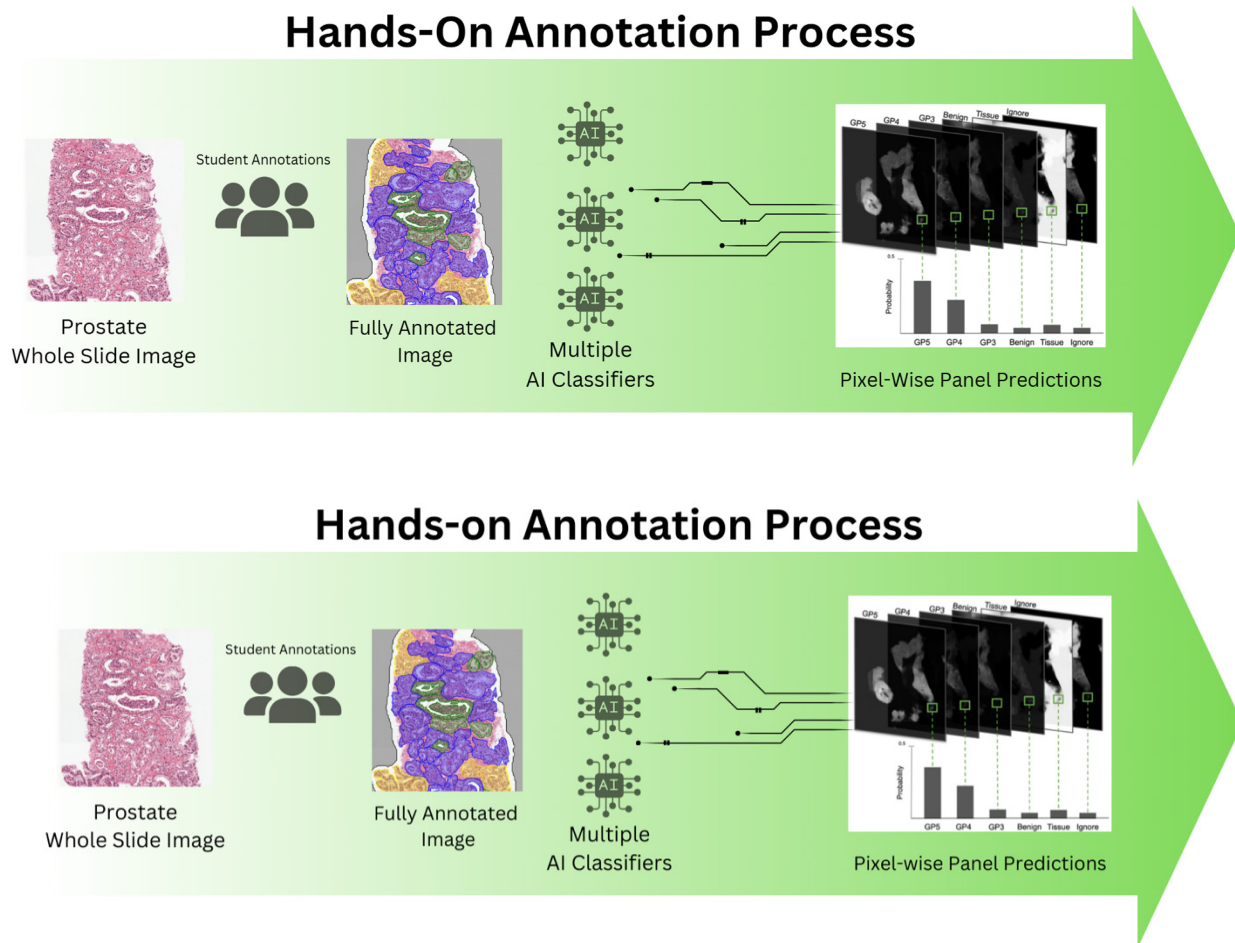 Hands-On Annotation Process
Student Annotations
Prostate
Whole Slide Image
Fully Annotated
Image
AI
AI
AI
Multiple
AI Classifiers
GP5 GP4 GP3 Benign Tissue Ignore
0.5
Probability
GP5 GP4 GP3 Benign Tissue Ignore
Pixel-Wise Panel Predictions
Hands-on Annotation Process
Student Annotations
Prostate
Whole Slide Image
Fully Annotated
Image
AI
AI
AI
Multiple
AI Classifiers
GP5 GP4 GP3 Benign Tissue Ignore
0.5
Probability
GP5 GP4 GP3 Benign Tissue Ignore
Pixel-wise Panel Predictions